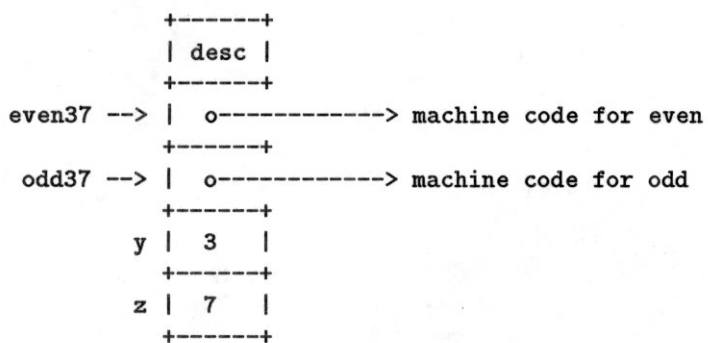 +------+
| desc |
+------+
even37 --> | o------------> machine code for even
+------+
odd37 --> | o------------> machine code for odd
+------+
y | 3 |
+------+
z | 7 |
+------+